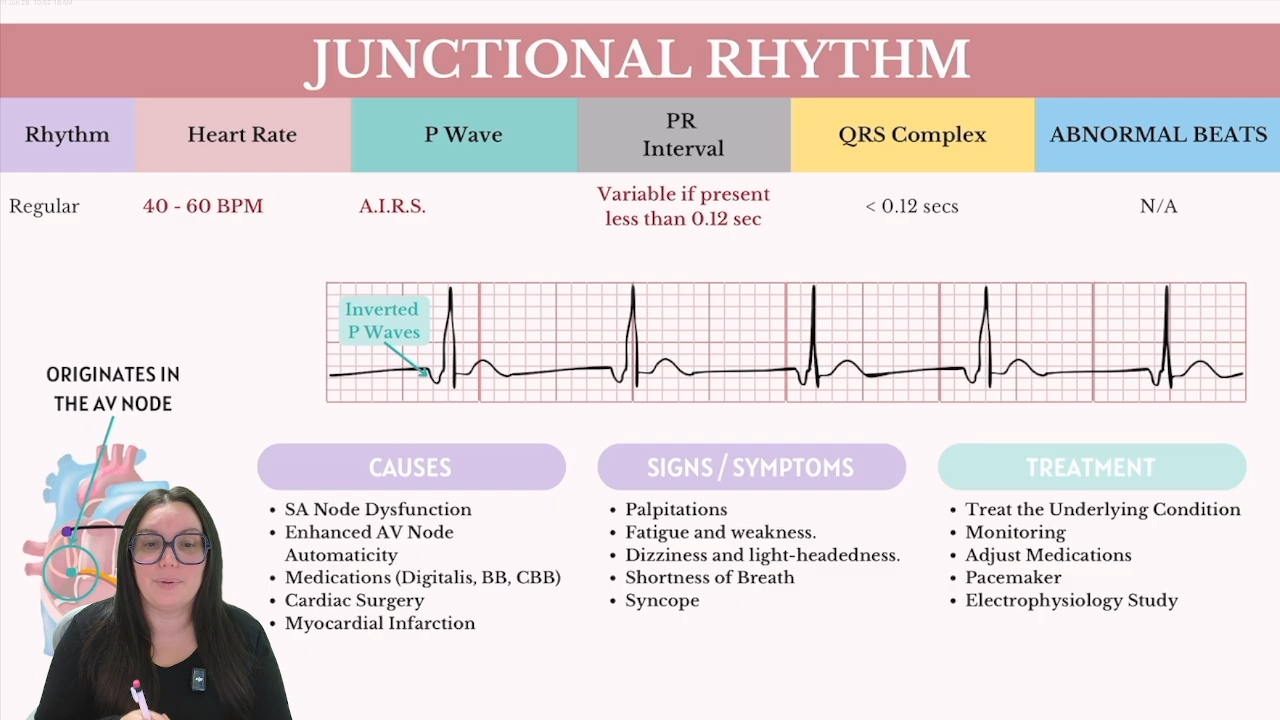 JUNCTIONAL RHYTHM
Rhythm
Heart Rate
P Wave
PR
Interval
QRS Complex
ABNORMAL BEATS
Regular
40 - 60 BPM
A.I.R.S.
Variable if present
less than 0.12 sec
< 0.12 secs
N/A
Inverted
P Waves
ORIGINATES IN
THE AV NODE
CAUSES
• SA Node Dysfunction
• Enhanced AV Node
Automaticity
• Medications (Digitalis, BB, CBB)
• Cardiac Surgery
• Myocardial Infarction
SIGNS / SYMPTOMS
• Palpitations
• Fatigue and weakness.
• Dizziness and light-headedness.
• Shortness of Breath
• Syncope
TREATMENT
• Treat the Underlying Condition
• Monitoring
• Adjust Medications
• Pacemaker
• Electrophysiology Study